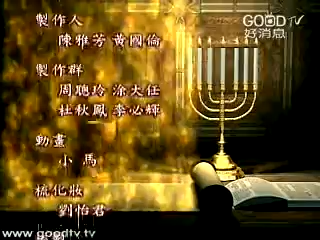 製作人
GOOD TV
陳雅芳 黃國倫
好消息
製作群
周聰玲 涂大任
杜秋鳳 李必輝
動畫
小馬
梳化妝
劉怡君
www.goodtv.tv